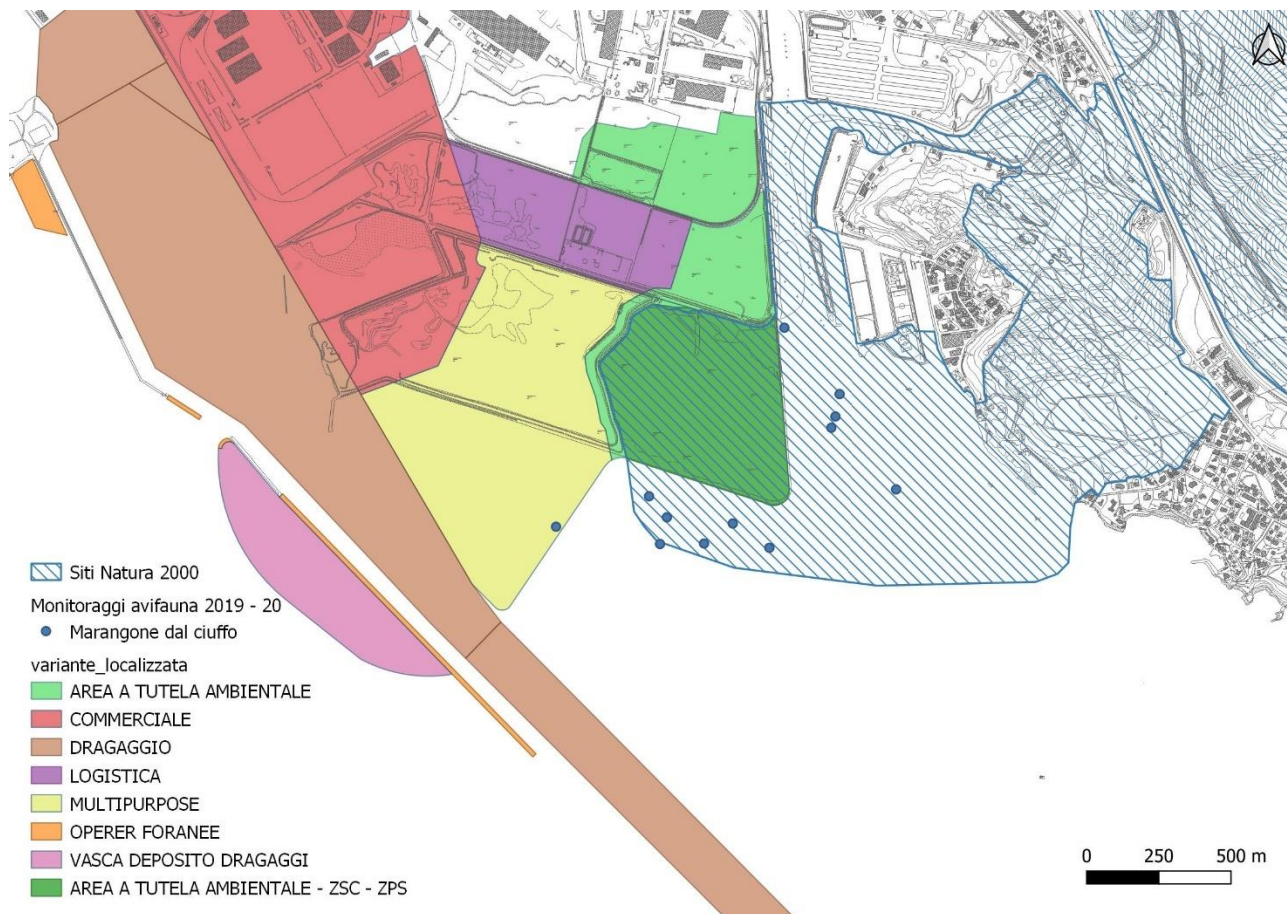 Siti Natura 2000
Monitoraggi avifauna 2019 - 20
Marangone dal ciuffo
variante_localizzata
AREA A TUTELA AMBIENTALE
COMMERCIALE
DRAGAGGIO
LOGISTICA
MULTIPURPOSE
OPERER FORANEE
VASCA DEPOSITO DRAGAGGI
AREA A TUTELA AMBIENTALE - ZSC - ZPS
0 250 500 m